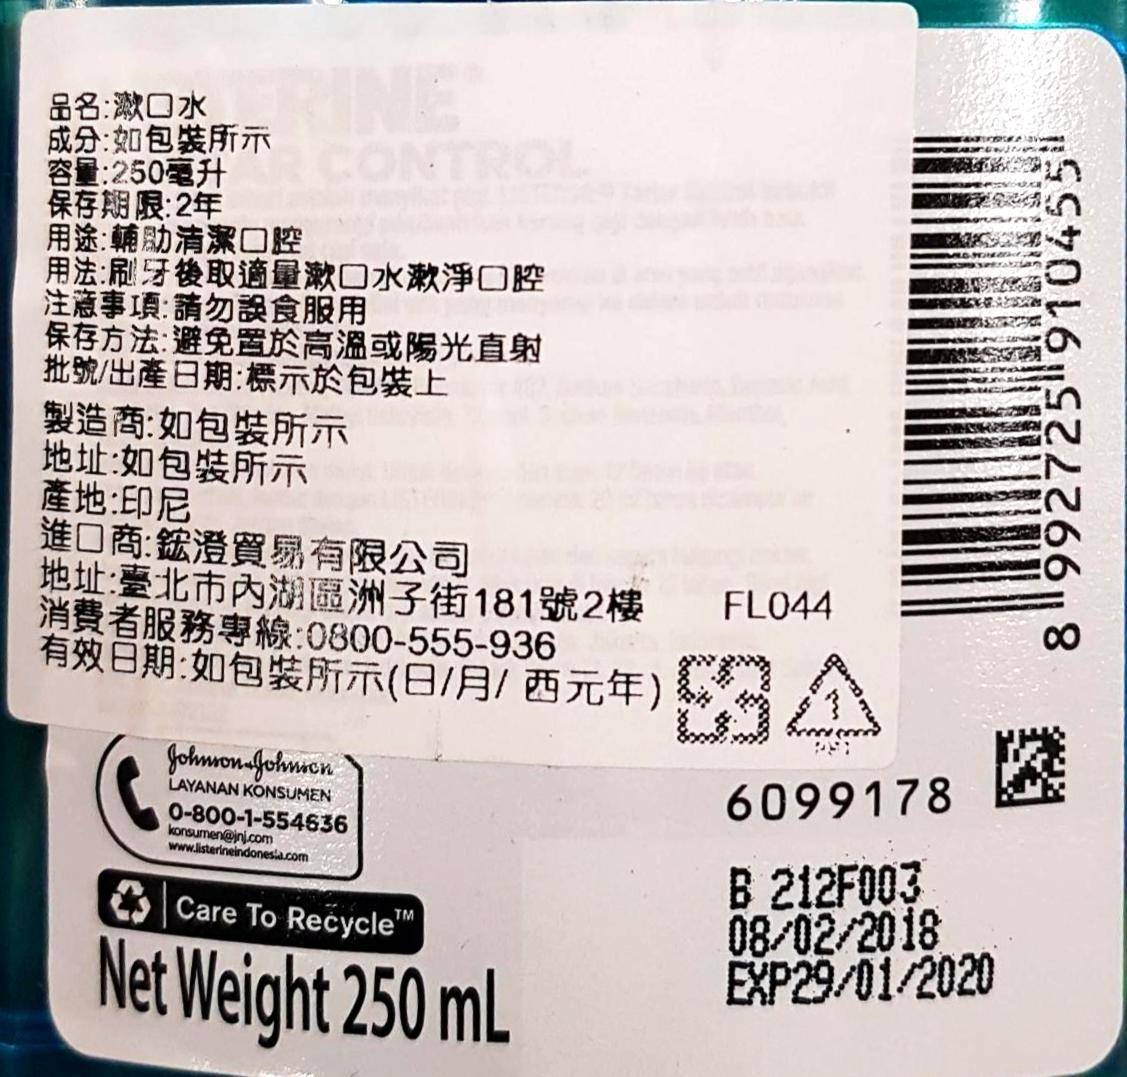 品名:漱口水
成分:如包裝所示
容量:250毫升
保存期限:2年
用途:輔助清潔口腔
用法:刷牙後取適量漱口水漱淨口腔
注意事項:請勿誤食服用
保存方法:避免置於高溫或陽光直射
批號/出產日期:標示於包裝上
製造商:如包裝所示
地址:如包裝所示
產地:印尼
進口商:鋐澄貿易有限公司
地址:臺北市內湖區洲子街181號2樓
FL044
消費者服務專線:0800-555-936
有效日期:如包裝所示(日/月/ 西元年)
1
8 992725 910455
Johnson & Johnson
LAYANAN KONSUMEN
0-800-1-554636
konsumen@jnj.com
www.listerineindonesia.com
Care To Recycle™
Net Weight 250 mL
6099178
B 212F003
08/02/2018
EXP29/01/2020